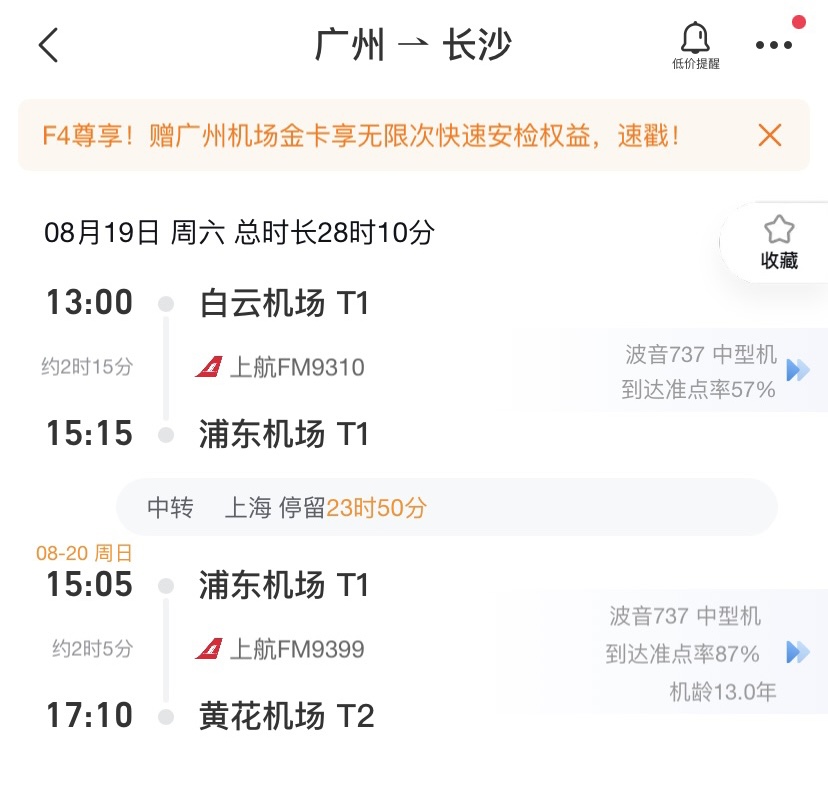 广州 → 长沙
低价提醒
F4尊享！赠广州机场金卡享无限次快速安检权益，速戳！
08月19日 周六 总时长28时10分
收藏
13:00 白云机场 T1
约2时15分 上航FM9310
波音737 中型机
到达准点率57%
15:15 浦东机场 T1
中转 上海 停留23时50分
08-20 周日
15:05 浦东机场 T1
约2时5分 上航FM9399
波音737 中型机
到达准点率87%
机龄13.0年
17:10 黄花机场 T2